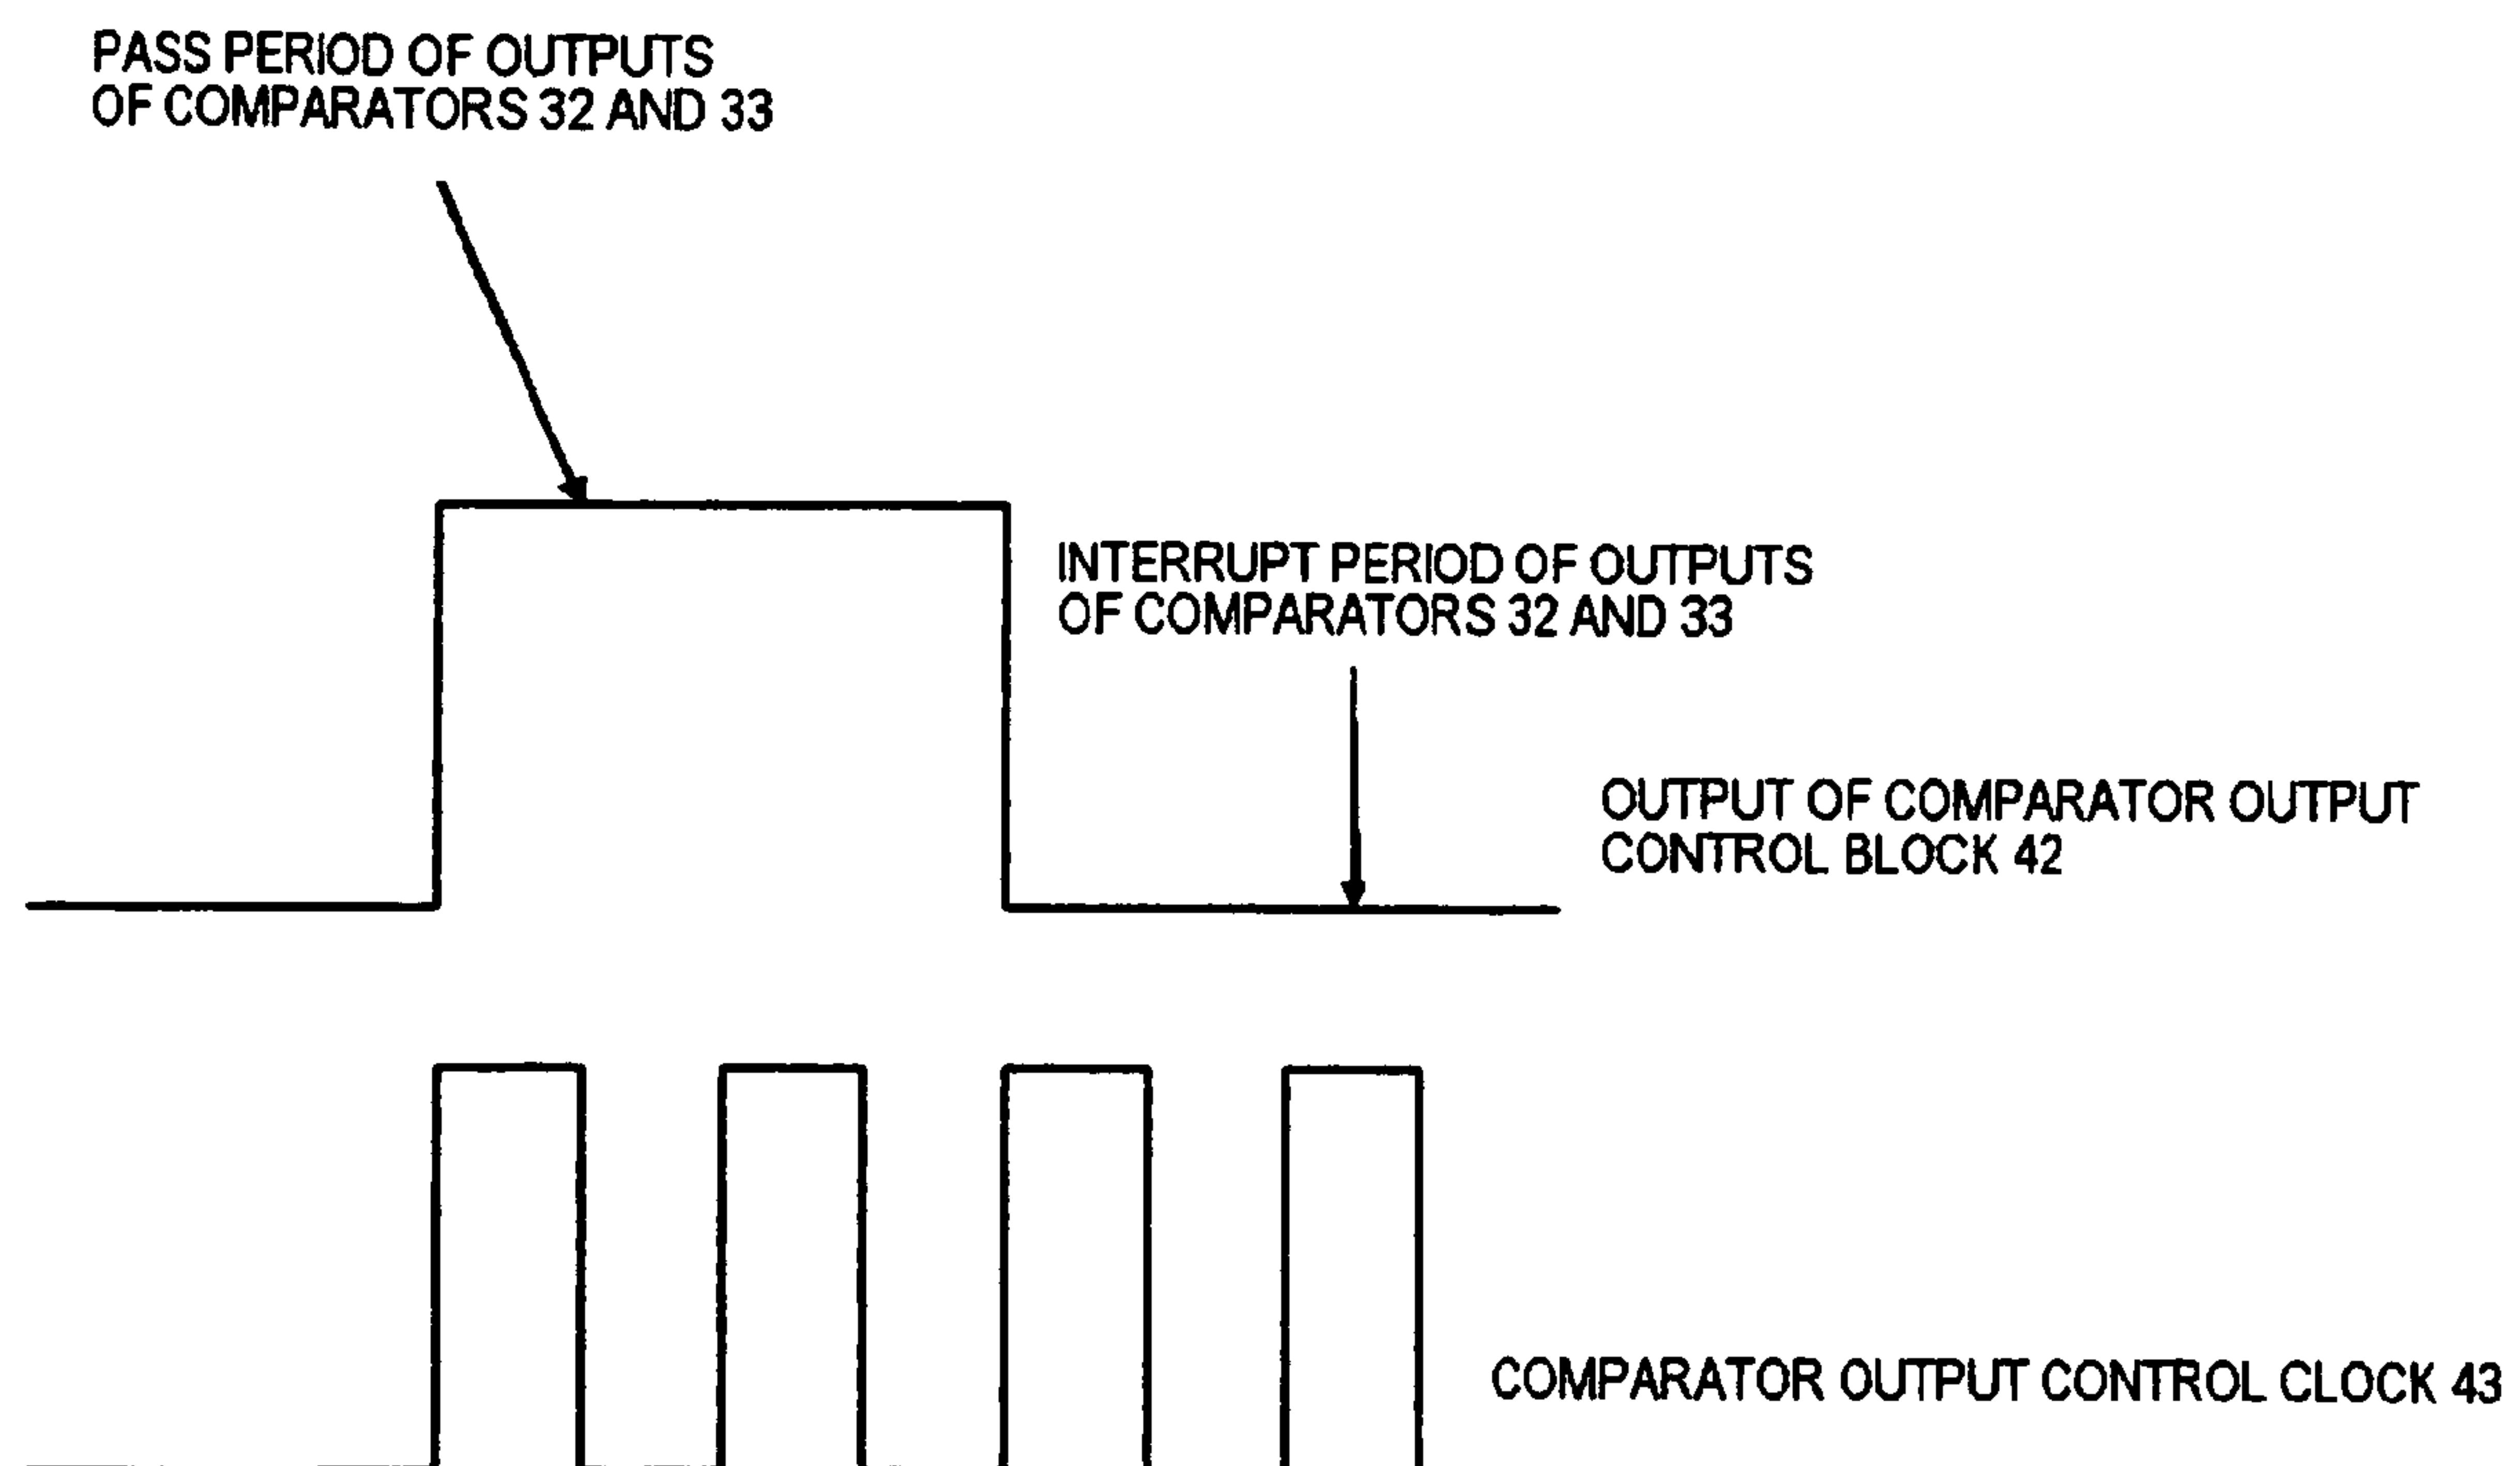 PASS PERIOD OF OUTPUTS
OF COMPARATORS 32 AND 33
INTERRUPT PERIOD OF OUTPUTS
OF COMPARATORS 32 AND 33
OUTPUT OF COMPARATOR OUTPUT
CONTROL BLOCK 42
COMPARATOR OUTPUT CONTROL CLOCK 43